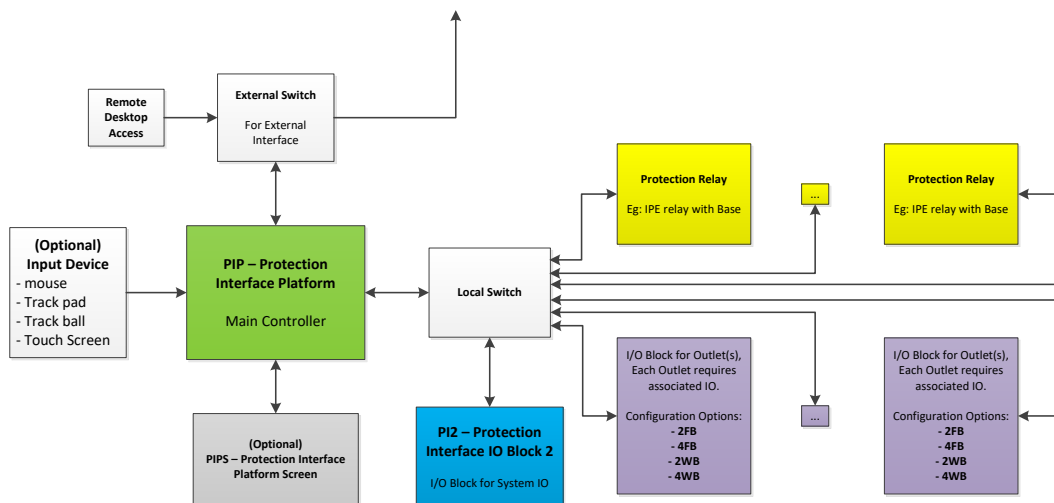 Remote
Desktop
Access
External Switch
For External
Interface
(Optional)
Input Device
- mouse
- Track pad
- Track ball
- Touch Screen
PIP – Protection
Interface Platform
Main Controller
(Optional)
PIPS – Protection Interface
Platform Screen
Local Switch
PI2 – Protection
Interface IO Block 2
I/O Block for System IO
Protection Relay
Eg: IPE relay with Base
...
Protection Relay
Eg: IPE relay with Base
I/O Block for Outlet(s),
Each Outlet requires
associated IO.
Configuration Options:
- 2FB
- 4FB
- 2WB
- 4WB
...
I/O Block for Outlet(s),
Each Outlet requires
associated IO.
Configuration Options:
- 2FB
- 4FB
- 2WB
- 4WB